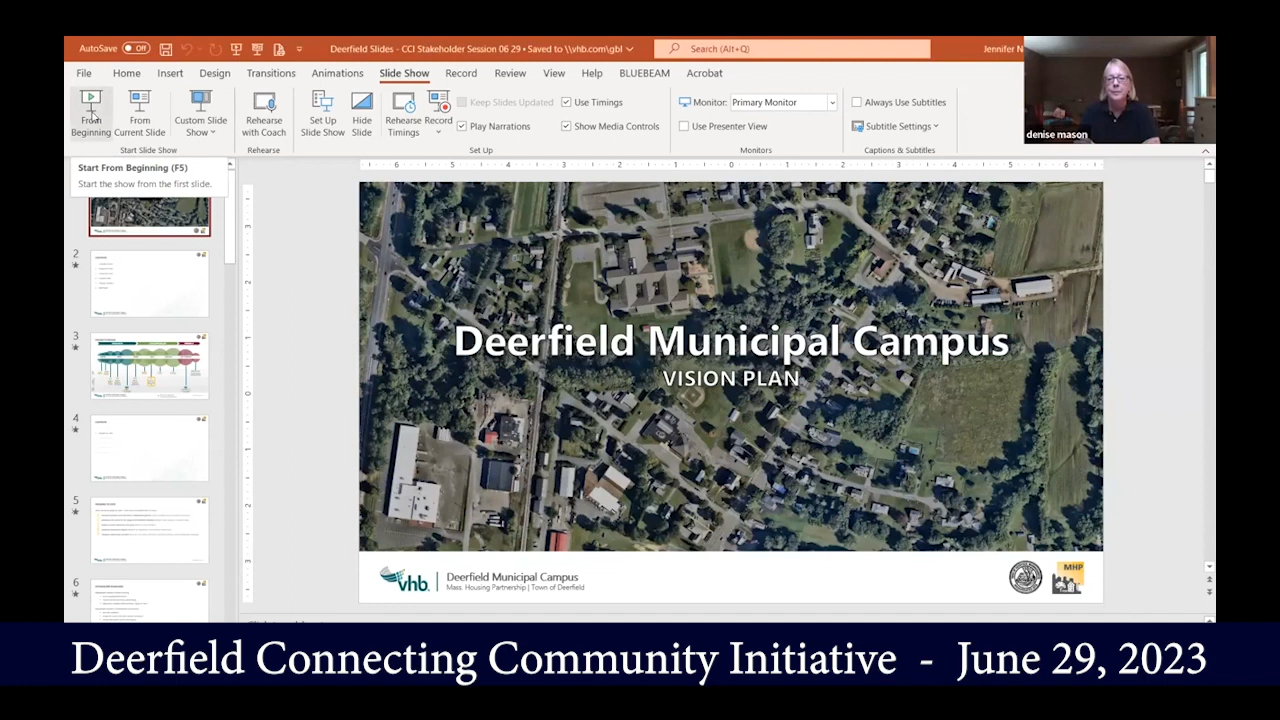 AutoSave Off
Deerfield Slides - CCI Stakeholder Session 06 29 • Saved to \\vhb.com\gbl
Search (Alt+Q)
Jennifer N
File Home Insert Design Transitions Animations Slide Show Record Review View Help BLUEBEAM Acrobat
From Beginning
From Current Slide
Custom Slide Show
Rehearse with Coach
Set Up Slide Show
Hide Slide
Rehearse Timings
Record
Keep Slides Updated
Play Narrations
Use Timings
Show Media Controls
Monitor: Primary Monitor
Use Presenter View
Always Use Subtitles
Subtitle Settings
Start Slide Show Rehearse Set Up Monitors Captions & Subtitles
denise mason
Start From Beginning (F5)
Start the show from the first slide.
2
3
4
5
6
Deerfield Municipal Campus
VISION PLAN
vhb.
Deerfield Municipal Campus
Mass. Housing Partnership | Town of Deerfield
MHP
Deerfield Connecting Community Initiative - June 29, 2023